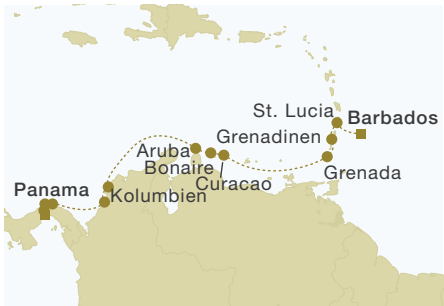 St. Lucia
Barbados
Grenadinen
Aruba
Bonaire
Curacao
Grenada
Panama
Kolumbien